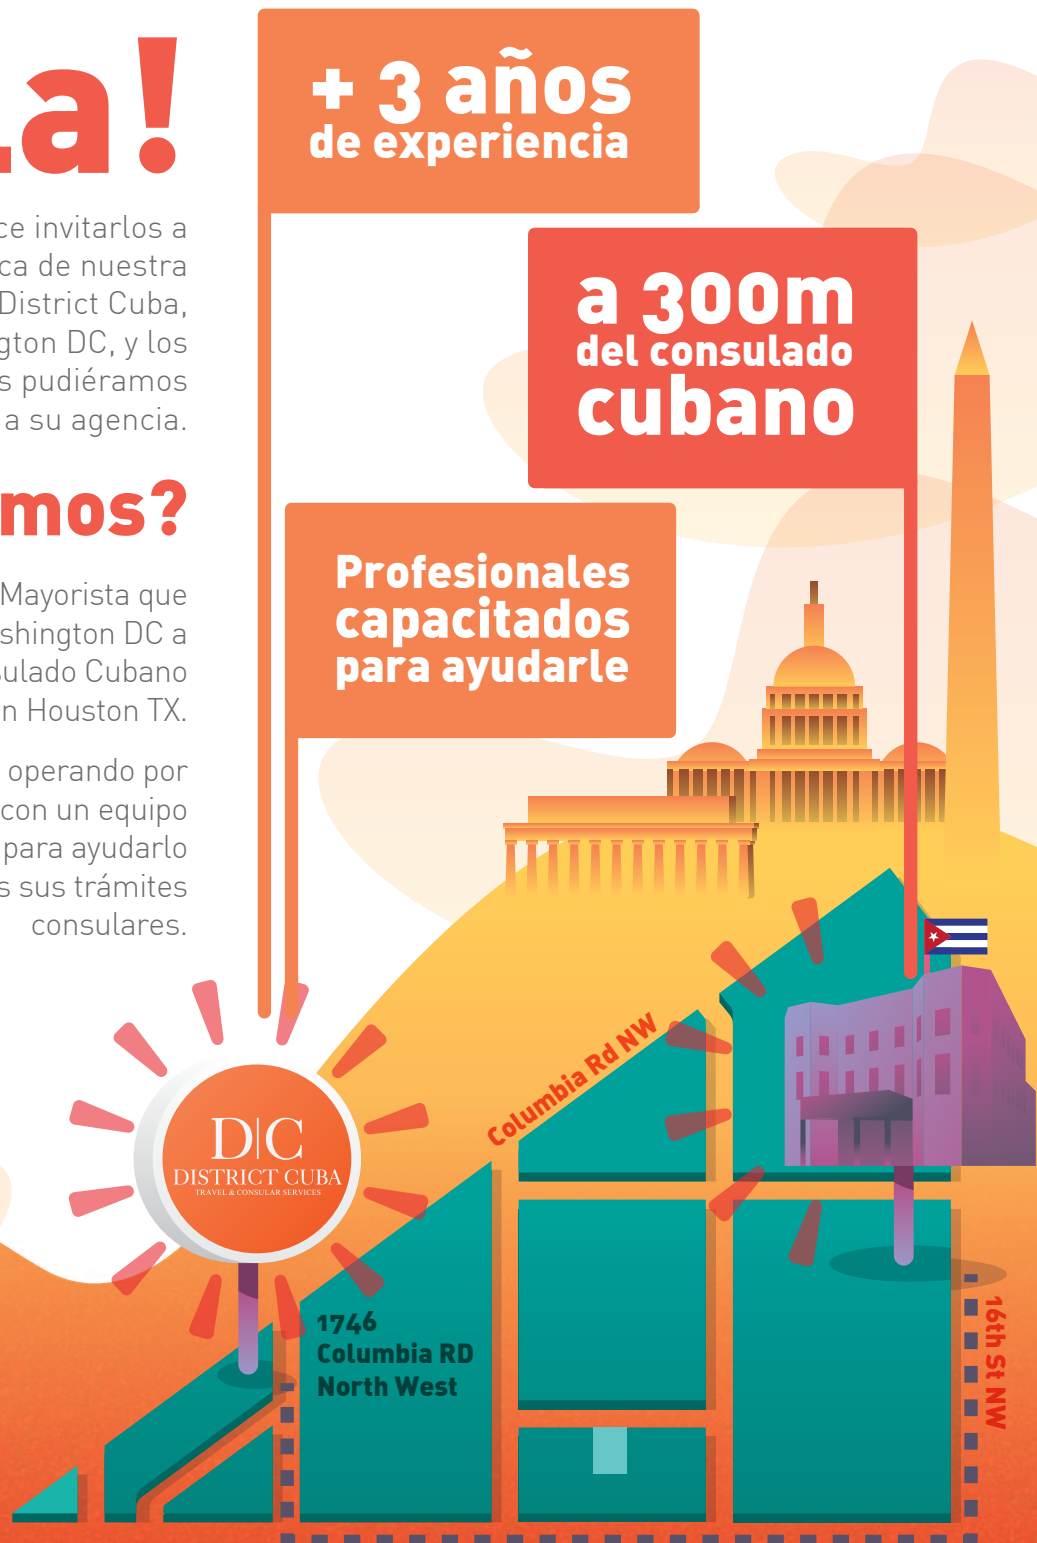 la!
ce invitarlos a
ca de nuestra
District Cuba,
gton DC, y los
s pudiéramos
a su agencia.
mos?
Mayorista que
shington DC a
sulado Cubano
n Houston TX.
operando por
con un equipo
para ayudarlo
s sus trámites
consulares.
+ 3 años
de experiencia
a 300m
del consulado
cubano
Profesionales
capacitados
para ayudarle
Columbia Rd NW
D|C
DISTRICT CUBA
TRAVEL & CONSULAR SERVICES
1746
Columbia RD
North West
16th St NW